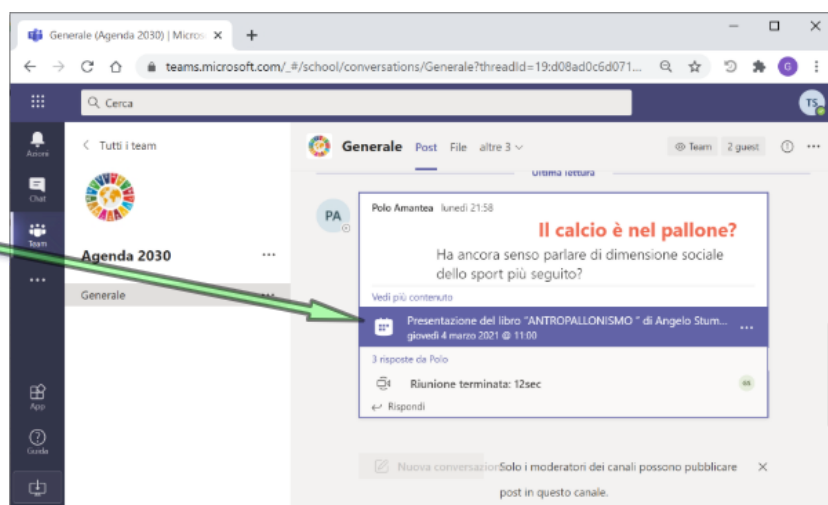 Generale (Agenda 2030) | Micros
teams.microsoft.com/_#/school/conversations/Generale?threadId=19:d08ad0c6d071...
G
Cerca
TS
Attività
Chat
Team
App
Guida
Tutti i team
Agenda 2030
Generale
Generale Post File altre 3
Team 2 guest
Ultima lettura
PA
Polo Amantea lunedì 21:58
Il calcio è nel pallone?
Ha ancora senso parlare di dimensione sociale
dello sport più seguito?
Vedi più contenuto
Presentazione del libro "ANTROPALLONISMO " di Angelo Stum...
giovedì 4 marzo 2021 @ 11:00
3 risposte da Polo
Riunione terminata: 12sec
Rispondi
Nuova conversazion Solo i moderatori dei canali possono pubblicare
post in questo canale.